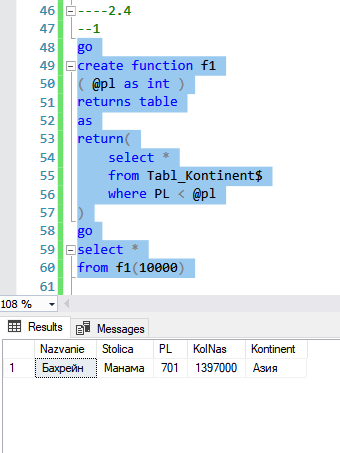 46 ----2.4
47 --1
48 go
49 create function f1
50 ( @pl as int )
51 returns table
52 as
53 return(
54 select *
55 from Tabl_Kontinent$
56 where PL < @pl
57 )
58 go
59 select *
60 from f1(10000)
61
108 %
Results Messages
Nazvanie Stolica PL KolNas Kontinent
1 Бахрейн Манама 701 1397000 Азия